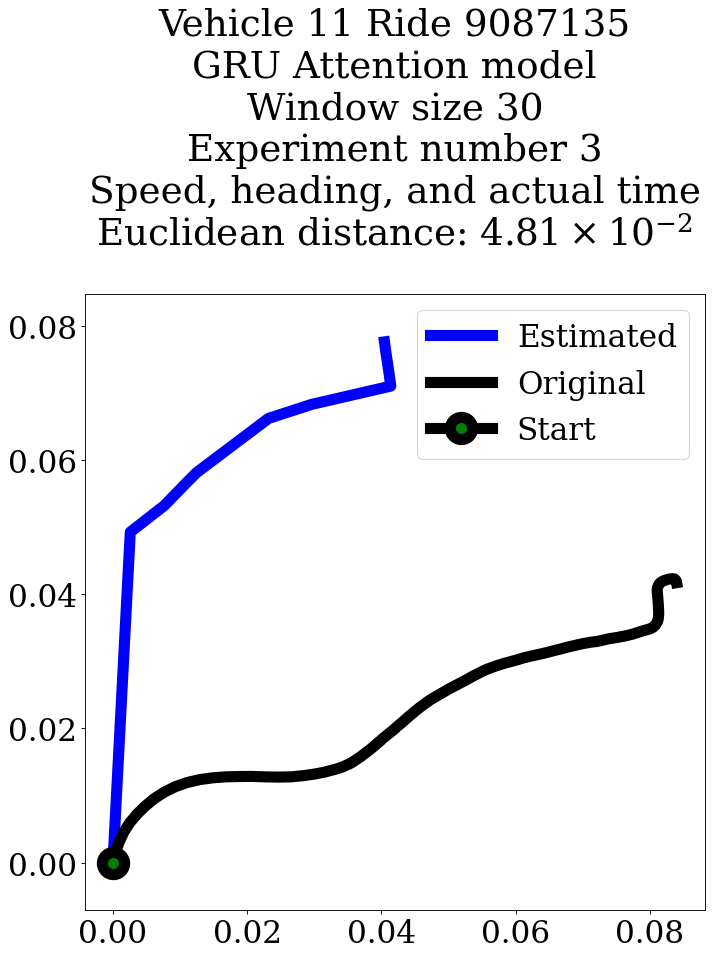 Vehicle 11 Ride 9087135
GRU Attention model
Window size 30
Experiment number 3
Speed, heading, and actual time
Euclidean distance: 4.81 × 10⁻²
Estimated
Original
Start
0.08
0.06
0.04
0.02
0.00
0.00 0.02 0.04 0.06 0.08